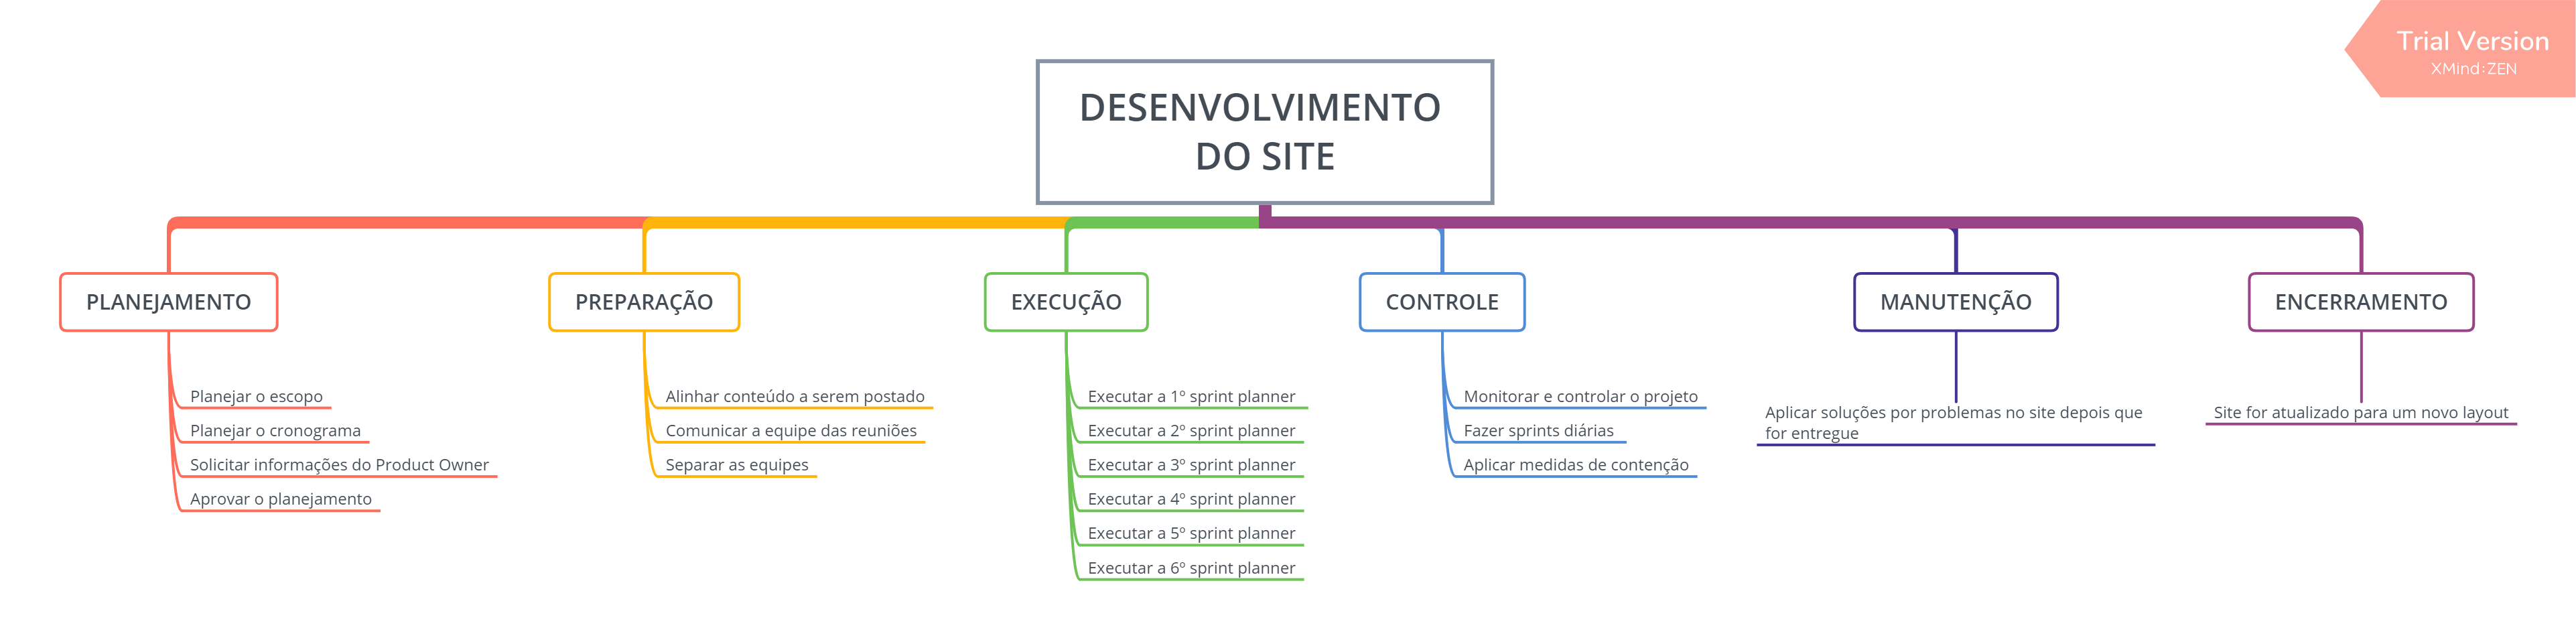 Trial Version
XMind:ZEN
DESENVOLVIMENTO
DO SITE
PLANEJAMENTO
Planejar o escopo
Planejar o cronograma
Solicitar informações do Product Owner
Aprovar o planejamento
PREPARAÇÃO
Alinhar conteúdo a serem postado
Comunicar a equipe das reuniões
Separar as equipes
EXECUÇÃO
Executar a 1º sprint planner
Executar a 2º sprint planner
Executar a 3º sprint planner
Executar a 4º sprint planner
Executar a 5º sprint planner
Executar a 6º sprint planner
CONTROLE
Monitorar e controlar o projeto
Fazer sprints diárias
Aplicar medidas de contenção
MANUTENÇÃO
Aplicar soluções por problemas no site depois que
for entregue
ENCERRAMENTO
Site for atualizado para um novo layout